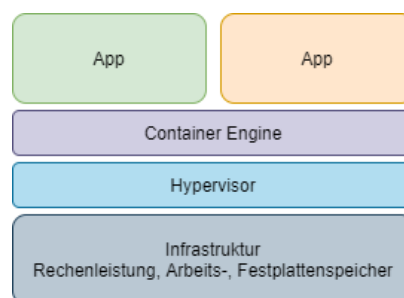 App
App
Container Engine
Hypervisor
Infrastruktur
Rechenleistung, Arbeits-, Festplattenspeicher